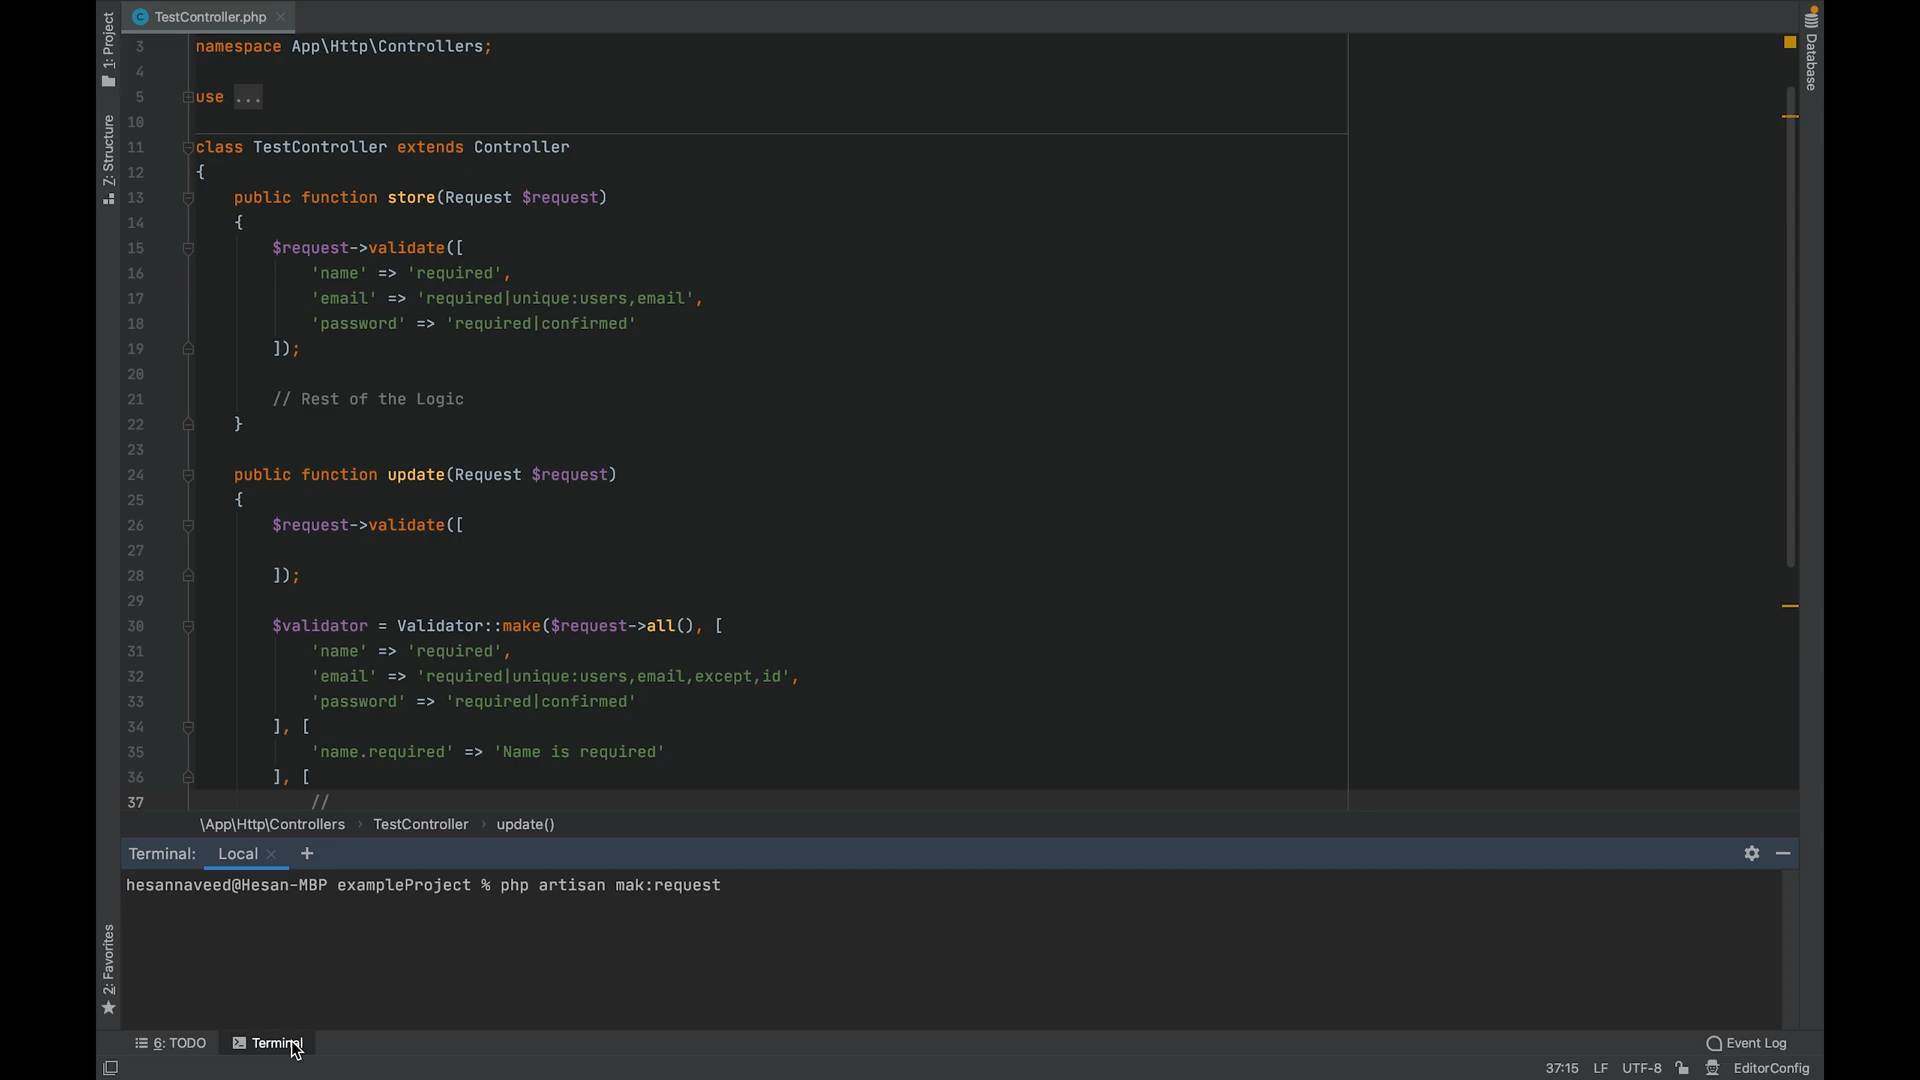 TestController.php
1: Project
Database
3 namespace App\Http\Controllers;
4
5 use ...
10
11 class TestController extends Controller
12 {
13 public function store(Request $request)
14 {
15 $request->validate([
16 'name' => 'required',
17 'email' => 'required|unique:users,email',
18 'password' => 'required|confirmed'
19 ]);
20
21 // Rest of the Logic
22 }
23
24 public function update(Request $request)
25 {
26 $request->validate([
27
28 ]);
29
30 $validator = Validator::make($request->all(), [
31 'name' => 'required',
32 'email' => 'required|unique:users,email,except,id',
33 'password' => 'required|confirmed'
34 ], [
35 'name.required' => 'Name is required'
36 ], [
37 //
Z: Structure
\App\Http\Controllers › TestController › update()
Terminal: Local +
hesannaveed@Hesan-MBP exampleProject % php artisan mak:request
2: Favorites
6: TODO Terminal Event Log
37:15 LF UTF-8 EditorConfig